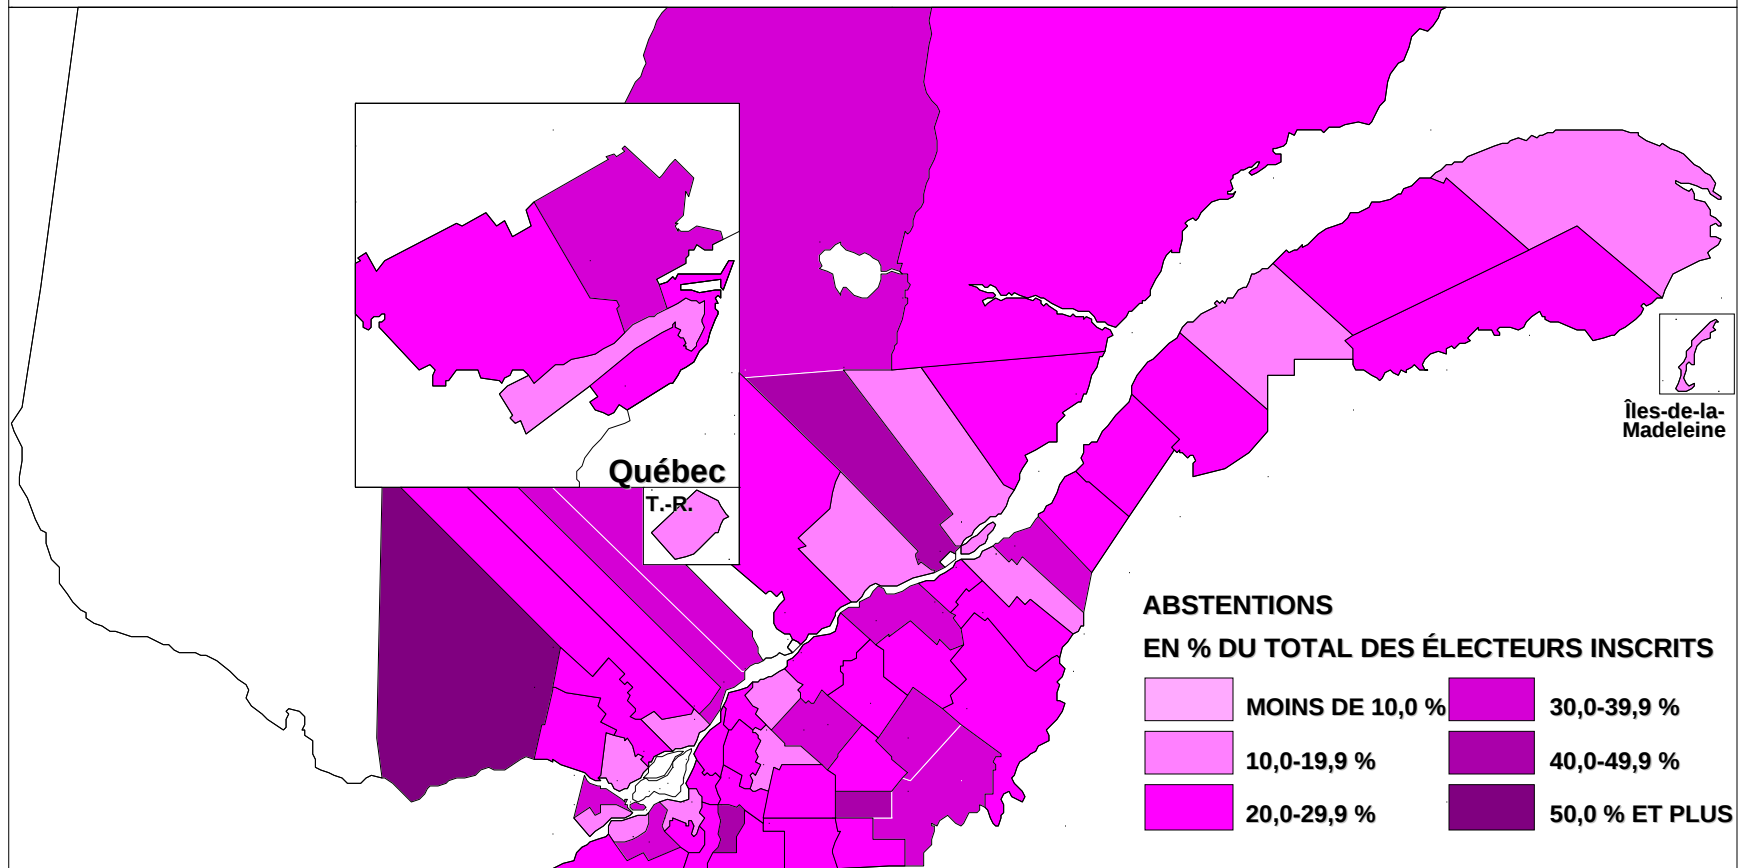 Québec
T.-R.
Îles-de-la-
Madeleine
ABSTENTIONS
EN % DU TOTAL DES ÉLECTEURS INSCRITS
MOINS DE 10,0 %
10,0-19,9 %
20,0-29,9 %
30,0-39,9 %
40,0-49,9 %
50,0 % ET PLUS